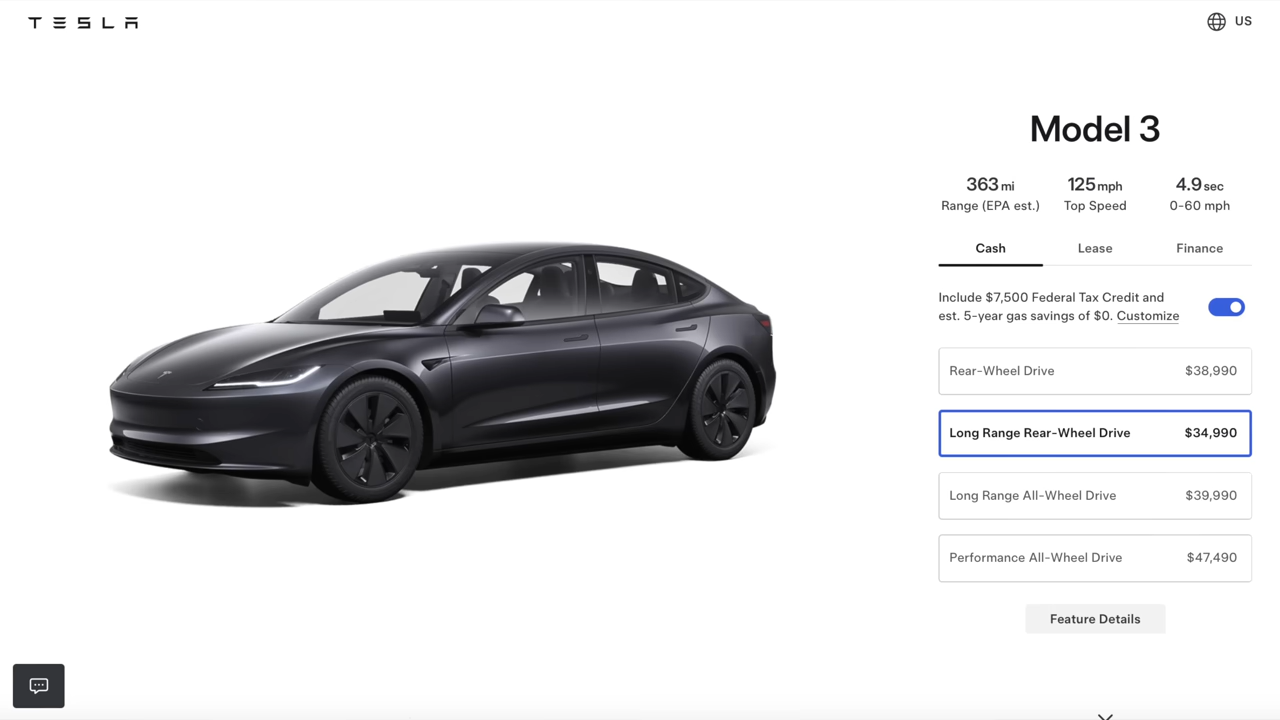 TESLA
US
Model 3
363 mi
Range (EPA est.)
125 mph
Top Speed
4.9 sec
0-60 mph
Cash
Lease
Finance
Include $7,500 Federal Tax Credit and
est. 5-year gas savings of $0. Customize
Rear-Wheel Drive $38,990
Long Range Rear-Wheel Drive $34,990
Long Range All-Wheel Drive $39,990
Performance All-Wheel Drive $47,490
Feature Details